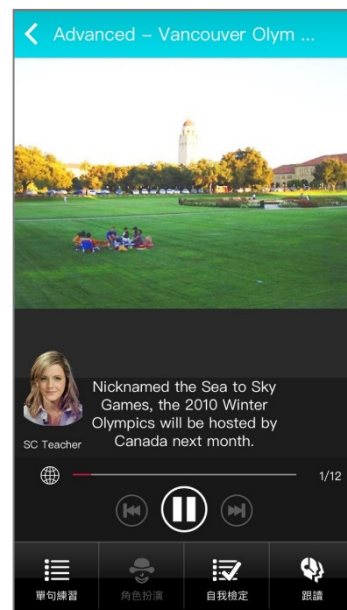 Advanced – Vancouver Olym ...
Nicknamed the Sea to Sky
Games, the 2010 Winter
Olympics will be hosted by
Canada next month.
SC Teacher
1/12
單句練習
角色扮演
自我檢定
跟讀